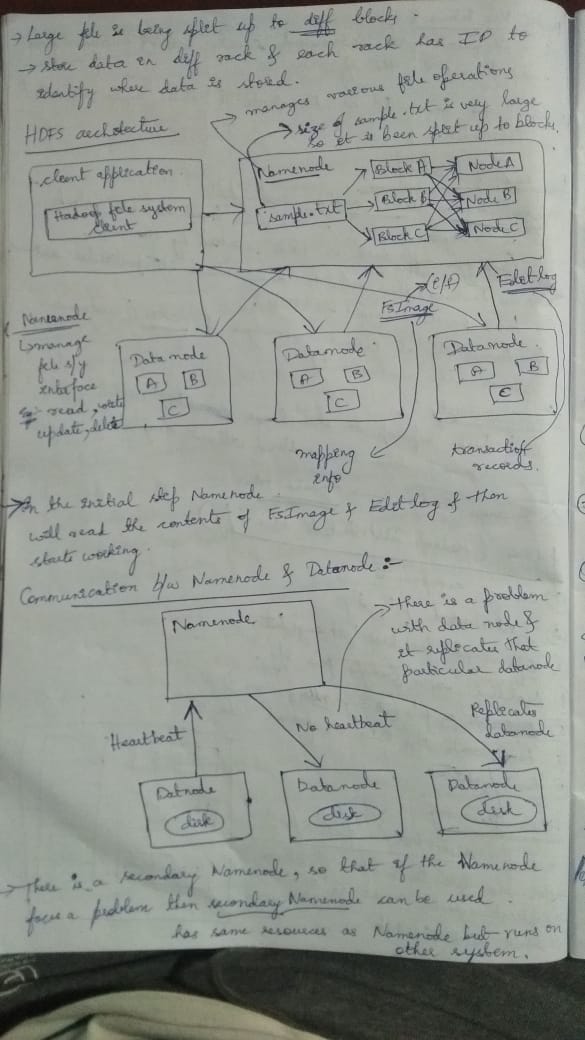 → Large file is being split up to diff blocks.
→ store data in diff rack & each rack has ID to
identify where data is stored.
→ manages various file operations
HDFS architecture
→ size of sample.txt is very large
so it is been split up to blocks.
client application
Hadoop file system
client
Namenode
sample.txt
Block A
Block B
Block C
Node A
Node B
Node C
(i/p)
FsImage
Edit log
Namenode
↳ manage
file s/y
interface
Eg:- read, write
update, delete
Data node
A
B
C
Datanode
A
B
C
Datanode
A
B
C
mapping
info
transaction
records.
→ In the initial step Namenode
will read the contents of FsImage & Edit log & then
starts working.
Communication b/w Namenode & Datanode :-
Namenode
→ there is a problem
with data node &
it replicates that
particular datanode
Heartbeat
No heartbeat
Replicates
datanode
Datnode
disk
Datanode
disk
Datanode
disk
→ There is a secondary Namenode, so that if the Namenode
face a problem then secondary Namenode can be used.
has same resources as Namenode but runs on
other system.